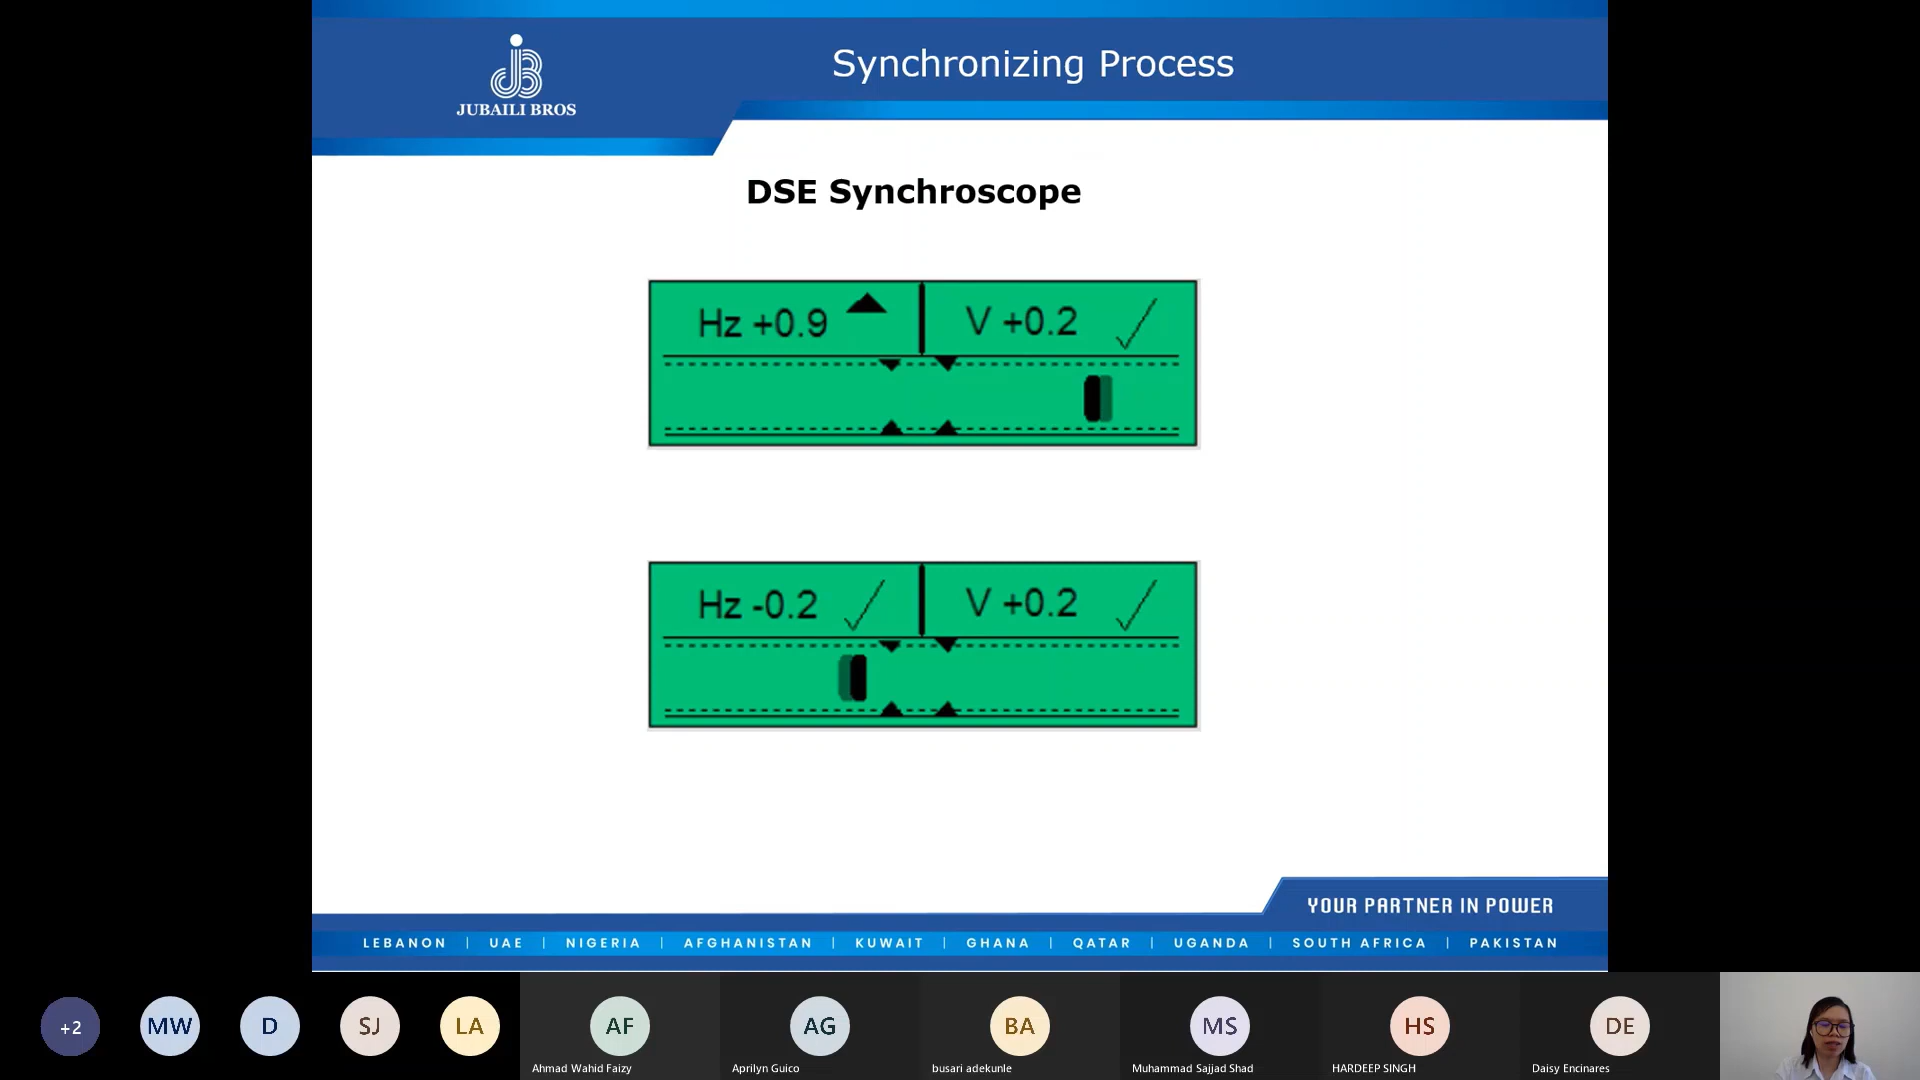 JUBAILI BROS
Synchronizing Process
DSE Synchroscope
Hz +0.9 V +0.2
Hz -0.2 V +0.2
YOUR PARTNER IN POWER
LEBANON | UAE | NIGERIA | AFGHANISTAN | KUWAIT | GHANA | QATAR | UGANDA | SOUTH AFRICA | PAKISTAN
+2 MW D SJ LA AF AG BA MS HS DE
Ahmad Wahid Faizy Aprilyn Guico busari adekunle Muhammad Sajjad Shad HARDEEP SINGH Daisy Encinares